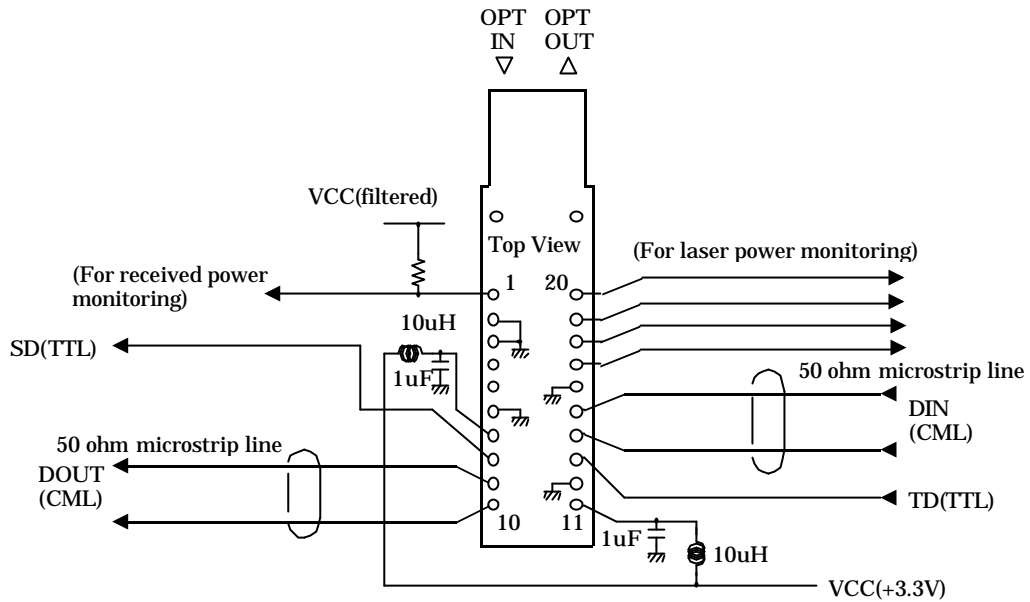 OPT OPT
IN OUT
VCC(filtered)
Top View
(For received power
monitoring)
(For laser power monitoring)
1 20
10uH
SD(TTL)
1uF
50 ohm microstrip line
DIN
(CML)
50 ohm microstrip line
DOUT
(CML)
TD(TTL)
10 11
1uF
10uH
VCC(+3.3V)